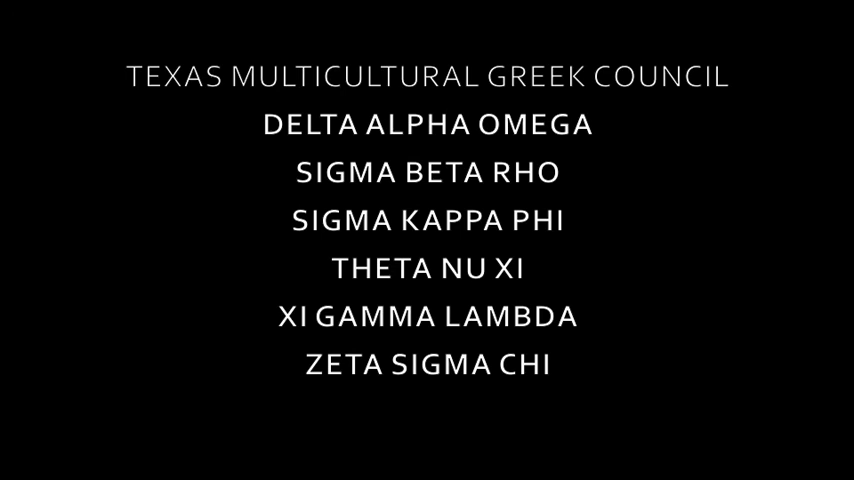 TEXAS MULTICULTURAL GREEK COUNCIL
DELTA ALPHA OMEGA
SIGMA BETA RHO
SIGMA KAPPA PHI
THETA NU XI
XI GAMMA LAMBDA
ZETA SIGMA CHI